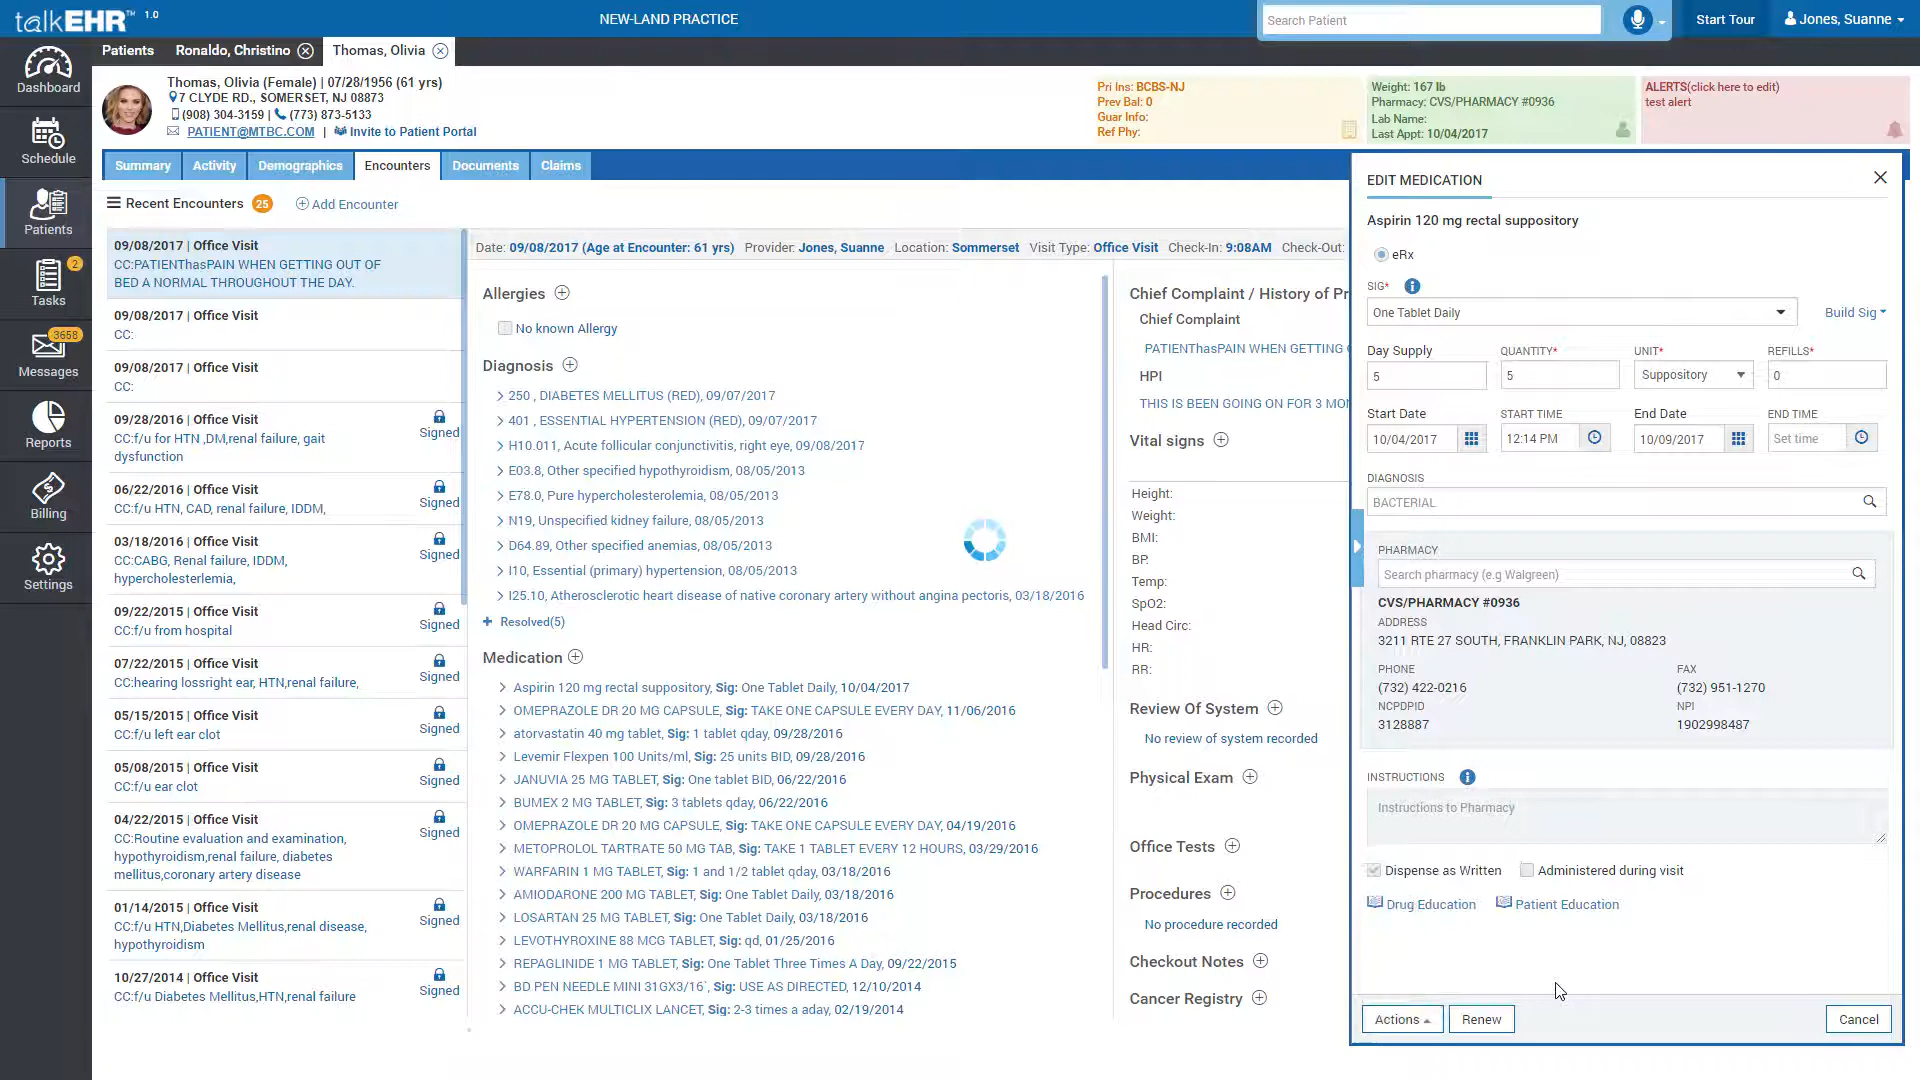 talkEHR™ 1.0
NEW-LAND PRACTICE
Search Patient
Start Tour
Jones, Suanne
Dashboard
Schedule
Patients
Tasks
2
Messages
3658
Reports
Billing
Settings
Patients
Ronaldo, Christino
Thomas, Olivia
Thomas, Olivia (Female) | 07/28/1956 (61 yrs)
7 CLYDE RD., SOMERSET, NJ 08873
(908) 304-3159 | (773) 873-5133
PATIENT@MTBC.COM | Invite to Patient Portal
Pri Ins: BCBS-NJ
Prev Bal: 0
Guar Info:
Ref Phy:
Weight: 167 lb
Pharmacy: CVS/PHARMACY #0936
Lab Name:
Last Appt: 10/04/2017
ALERTS(click here to edit)
test alert
Summary
Activity
Demographics
Encounters
Documents
Claims
Recent Encounters 25
Add Encounter
09/08/2017 | Office Visit
CC:PATIENThasPAIN WHEN GETTING OUT OF
BED A NORMAL THROUGHOUT THE DAY.
09/08/2017 | Office Visit
CC:
09/08/2017 | Office Visit
CC:
09/28/2016 | Office Visit
CC:f/u for HTN ,DM,renal failure, gait
dysfunction
Signed
06/22/2016 | Office Visit
CC:f/u HTN, CAD, renal failure, IDDM,
Signed
03/18/2016 | Office Visit
CC:CABG, Renal failure, IDDM,
hypercholesterlemia,
Signed
09/22/2015 | Office Visit
CC:f/u from hospital
Signed
07/22/2015 | Office Visit
CC:hearing lossright ear, HTN,renal failure,
Signed
05/15/2015 | Office Visit
CC:f/u left ear clot
Signed
05/08/2015 | Office Visit
CC:f/u ear clot
Signed
04/22/2015 | Office Visit
CC:Routine evaluation and examination,
hypothyroidism,renal failure, diabetes
mellitus,coronary artery disease
Signed
01/14/2015 | Office Visit
CC:f/u HTN,Diabetes Mellitus,renal disease,
hypothyroidism
Signed
10/27/2014 | Office Visit
CC:f/u Diabetes Mellitus,HTN,renal failure
Signed
Date: 09/08/2017 (Age at Encounter: 61 yrs) Provider: Jones, Suanne Location: Sommerset Visit Type: Office Visit Check-In: 9:08AM Check-Out:
Allergies
No known Allergy
Diagnosis
250 , DIABETES MELLITUS (RED), 09/07/2017
401 , ESSENTIAL HYPERTENSION (RED), 09/07/2017
H10.011, Acute follicular conjunctivitis, right eye, 09/08/2017
E03.8, Other specified hypothyroidism, 08/05/2013
E78.0, Pure hypercholesterolemia, 08/05/2013
N19, Unspecified kidney failure, 08/05/2013
D64.89, Other specified anemias, 08/05/2013
I10, Essential (primary) hypertension, 08/05/2013
I25.10, Atherosclerotic heart disease of native coronary artery without angina pectoris, 03/18/2016
+ Resolved(5)
Medication
Aspirin 120 mg rectal suppository, Sig: One Tablet Daily, 10/04/2017
OMEPRAZOLE DR 20 MG CAPSULE, Sig: TAKE ONE CAPSULE EVERY DAY, 11/06/2016
atorvastatin 40 mg tablet, Sig: 1 tablet qday, 09/28/2016
Levemir Flexpen 100 Units/ml, Sig: 25 units BID, 09/28/2016
JANUVIA 25 MG TABLET, Sig: One tablet BID, 06/22/2016
BUMEX 2 MG TABLET, Sig: 3 tablets qday, 06/22/2016
OMEPRAZOLE DR 20 MG CAPSULE, Sig: TAKE ONE CAPSULE EVERY DAY, 04/19/2016
METOPROLOL TARTRATE 50 MG TAB, Sig: TAKE 1 TABLET EVERY 12 HOURS, 03/29/2016
WARFARIN 1 MG TABLET, Sig: 1 and 1/2 tablet qday, 03/18/2016
AMIODARONE 200 MG TABLET, Sig: One Tablet Daily, 03/18/2016
LOSARTAN 25 MG TABLET, Sig: One Tablet Daily, 03/18/2016
LEVOTHYROXINE 88 MCG TABLET, Sig: qd, 01/25/2016
REPAGLINIDE 1 MG TABLET, Sig: One Tablet Three Times A Day, 09/22/2015
BD PEN NEEDLE MINI 31GX3/16`, Sig: USE AS DIRECTED, 12/10/2014
ACCU-CHEK MULTICLIX LANCET, Sig: 2-3 times a aday, 02/19/2014
Chief Complaint / History of Pr
Chief Complaint
PATIENThasPAIN WHEN GETTING
HPI
THIS IS BEEN GOING ON FOR 3 MON
Vital signs
Height:
Weight:
BMI:
BP:
Temp:
SpO2:
Head Circ:
HR:
RR:
Review Of System
No review of system recorded
Physical Exam
Office Tests
Procedures
No procedure recorded
Checkout Notes
Cancer Registry
EDIT MEDICATION
Aspirin 120 mg rectal suppository
eRx
SIG*
One Tablet Daily
Build Sig
Day Supply
QUANTITY*
UNIT*
REFILLS*
5
5
Suppository
0
Start Date
START TIME
End Date
END TIME
10/04/2017
12:14 PM
10/09/2017
Set time
DIAGNOSIS
BACTERIAL
PHARMACY
Search pharmacy (e.g Walgreen)
CVS/PHARMACY #0936
ADDRESS
3211 RTE 27 SOUTH, FRANKLIN PARK, NJ, 08823
PHONE
FAX
(732) 422-0216
(732) 951-1270
NCPDPID
NPI
3128887
1902998487
INSTRUCTIONS
Instructions to Pharmacy
Dispense as Written
Administered during visit
Drug Education
Patient Education
Actions
Renew
Cancel